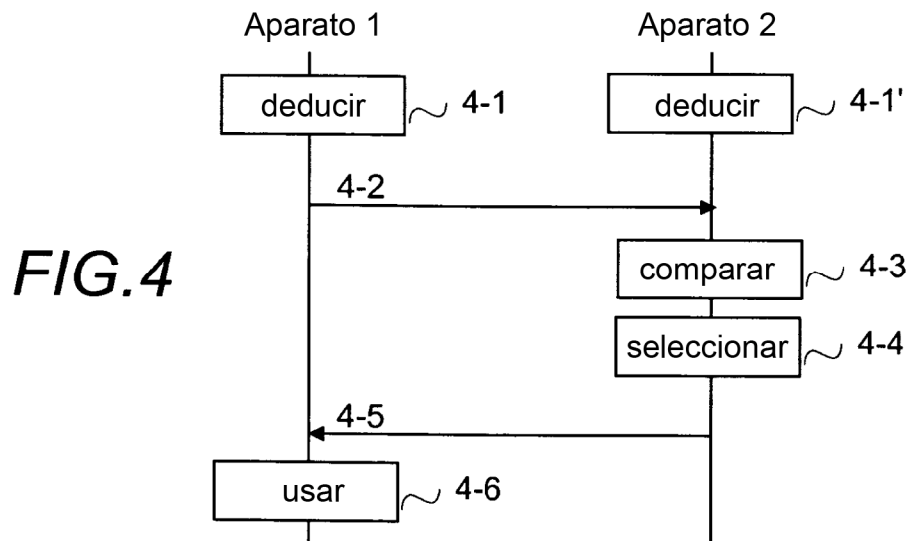 Aparato 1
Aparato 2
deducir
4-1
deducir
4-1'
4-2
FIG.4
comparar
4-3
seleccionar
4-4
4-5
usar
4-6